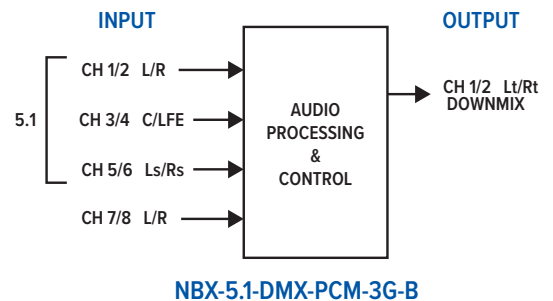 INPUT
OUTPUT
5.1
CH 1/2 L/R
CH 3/4 C/LFE
CH 5/6 Ls/Rs
CH 7/8 L/R
AUDIO
PROCESSING
&
CONTROL
CH 1/2 Lt/Rt
DOWNMIX
NBX-5.1-DMX-PCM-3G-B